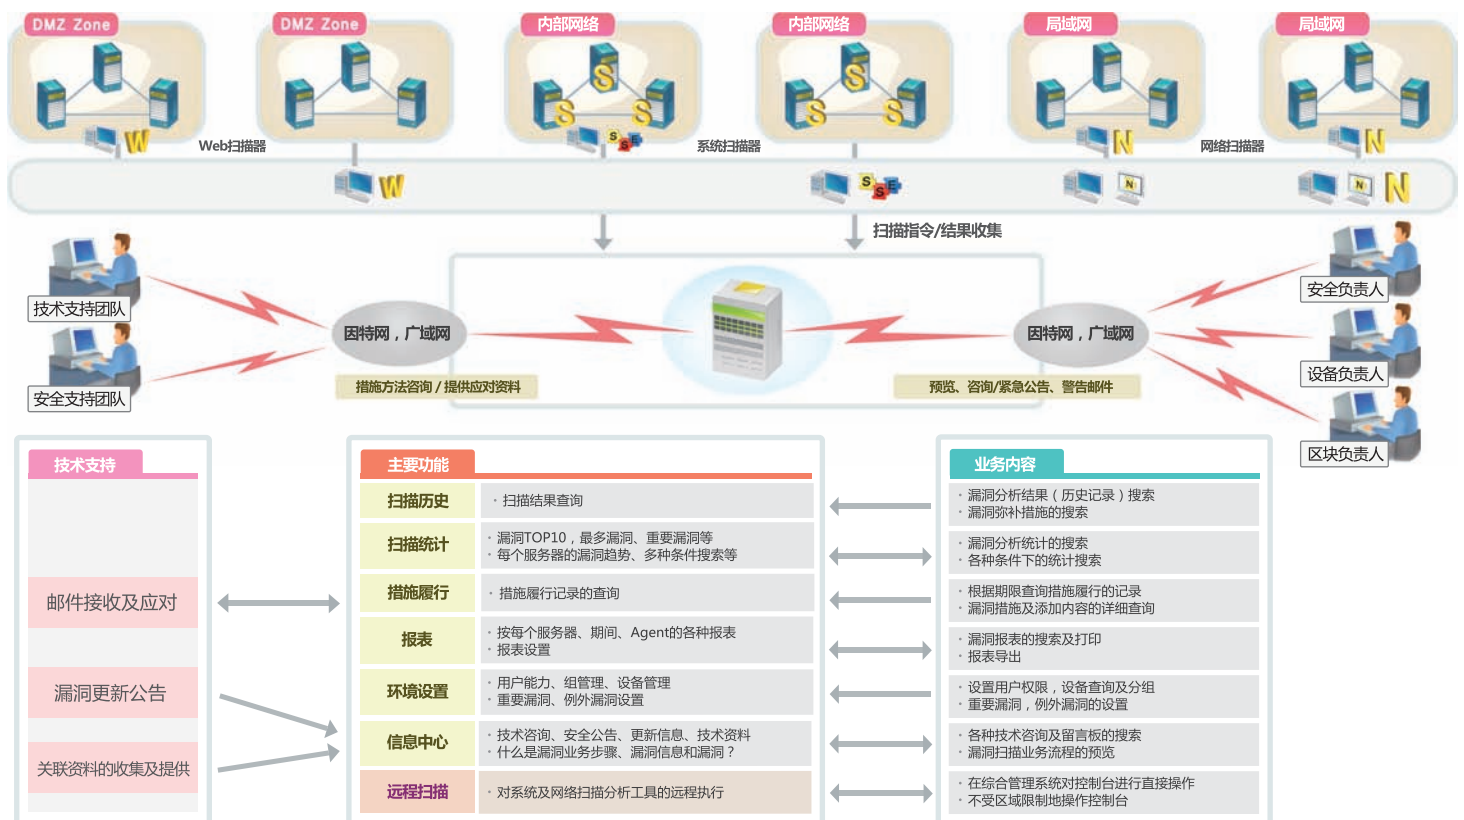 DMZ Zone
DMZ Zone
内部网络
内部网络
局域网
局域网
W
S
S
S
S
S
E
S
S
S
N
N
Web扫描器
系统扫描器
网络扫描器
W
S
S
E
N
N
N
扫描指令/结果收集
技术支持团队
安全支持团队
因特网，广域网
因特网，广域网
措施方法咨询 / 提供应对资料
预览、咨询/紧急公告、警告邮件
安全负责人
设备负责人
区块负责人
技术支持
邮件接收及应对
漏洞更新公告
关联资料的收集及提供
主要功能
扫描历史
· 扫描结果查询
扫描统计
· 漏洞TOP10，最多漏洞、重要漏洞等
· 每个服务器的漏洞趋势、多种条件搜索等
措施履行
· 措施履行记录的查询
报表
· 按每个服务器、期间、Agent的各种报表
· 报表设置
环境设置
· 用户能力、组管理、设备管理
· 重要漏洞、例外漏洞设置
信息中心
· 技术咨询、安全公告、更新信息、技术资料
· 什么是漏洞业务步骤、漏洞信息和漏洞？
远程扫描
· 对系统及网络扫描分析工具的远程执行
业务内容
· 漏洞分析结果（历史记录）搜索
· 漏洞弥补措施的搜索
· 漏洞分析统计的搜索
· 各种条件下的统计搜索
· 根据期限查询措施履行的记录
· 漏洞措施及添加内容的详细查询
· 漏洞报表的搜索及打印
· 报表导出
· 设置用户权限，设备查询及分组
· 重要漏洞，例外漏洞的设置
· 各种技术咨询及留言板的搜索
· 漏洞扫描业务流程的预览
· 在综合管理系统对控制台进行直接操作
· 不受区域限制地操作控制台